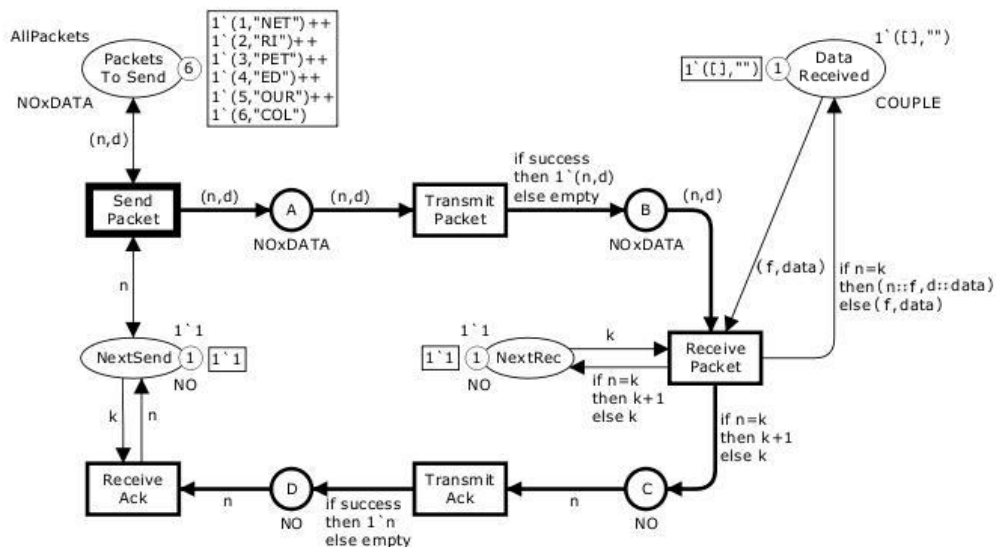 AllPackets
Packets
To Send
6
1`(1,"NET")++
1`(2,"RI")++
1`(3,"PET")++
1`(4,"ED")++
1`(5,"OUR")++
1`(6,"COL")
NOxDATA
1`([],"")
1`([],"")
1
Data
Received
COUPLE
(n,d)
Send
Packet
(n,d)
A
NOxDATA
(n,d)
Transmit
Packet
if success
then 1`(n,d)
else empty
B
NOxDATA
(n,d)
(f,data)
if n=k
then(n::f,d::data)
else(f,data)
n
1`1
NextSend
1
1`1
NO
1`1
1`1
1
NextRec
NO
k
if n=k
then k+1
else k
Receive
Packet
k
n
if n=k
then k+1
else k
Receive
Ack
n
D
NO
if success
then 1`n
else empty
Transmit
Ack
n
C
NO